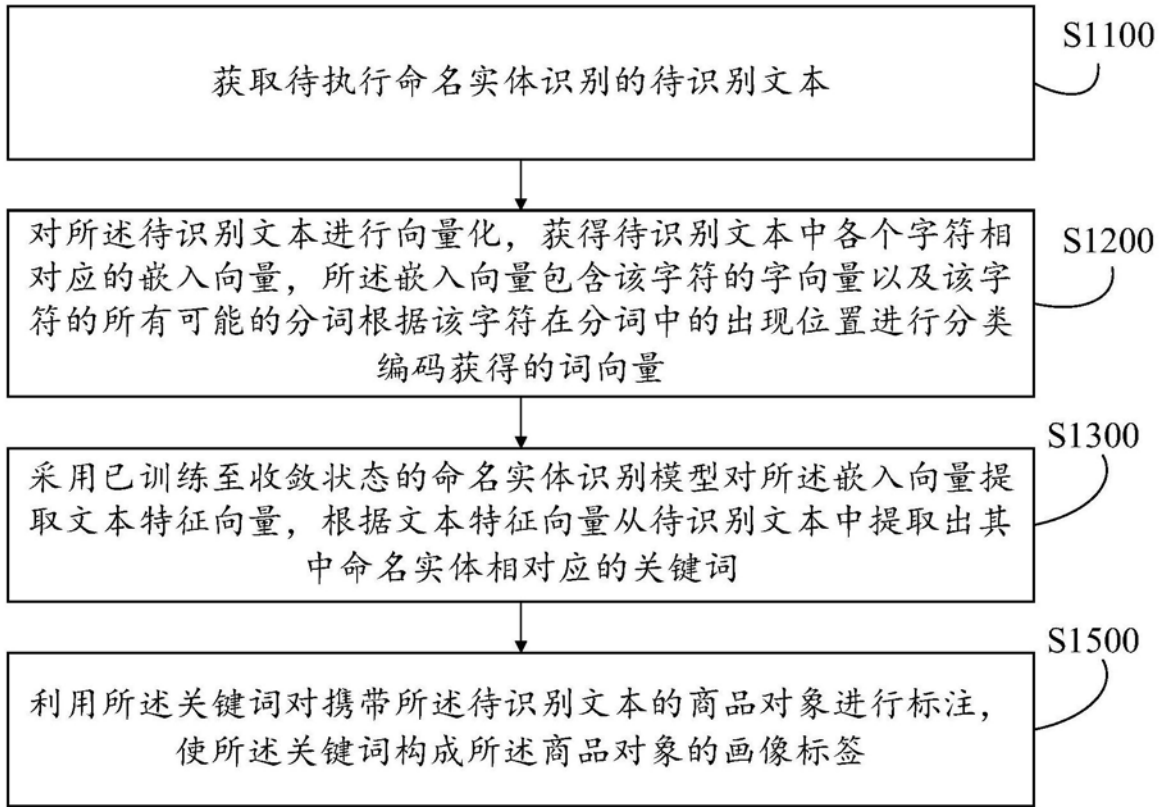 S1100
获取待执行命名实体识别的待识别文本
S1200
对所述待识别文本进行向量化，获得待识别文本中各个字符相
对应的嵌入向量，所述嵌入向量包含该字符的字向量以及该字
符的所有可能的分词根据该字符在分词中的出现位置进行分类
编码获得的词向量
S1300
采用已训练至收敛状态的命名实体识别模型对所述嵌入向量提
取文本特征向量，根据文本特征向量从待识别文本中提取出其
中命名实体相对应的关键词
S1500
利用所述关键词对携带所述待识别文本的商品对象进行标注，
使所述关键词构成所述商品对象的画像标签